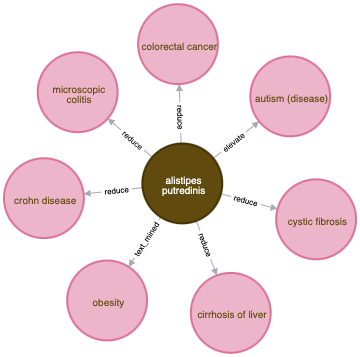 colorectal cancer
microscopic
colitis
autism (disease)
reduce
elevate
reduce
alistipes
putredinis
crohn disease
reduce
reduce
cystic fibrosis
text_mined
reduce
obesity
cirrhosis of liver